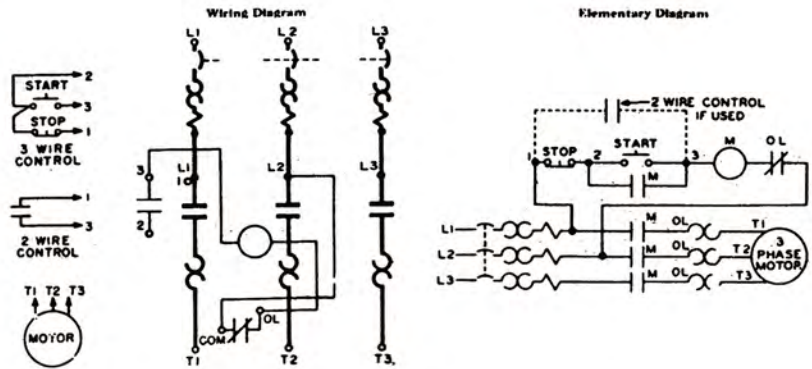 Wiring Diagram
Elementary Diagram
2
START
3
STOP
1
3 WIRE
CONTROL
1
3
2 WIRE
CONTROL
T1 T2 T3
MOTOR
L1
L2
L3
3
2
L1
1
L2
L3
COM
OL
T1
T2
T3
2 WIRE CONTROL
IF USED
1
STOP
2
START
3
M
OL
M
L1
M
OL
T1
L2
M
OL
T2
L3
M
OL
T3
3
PHASE
MOTOR